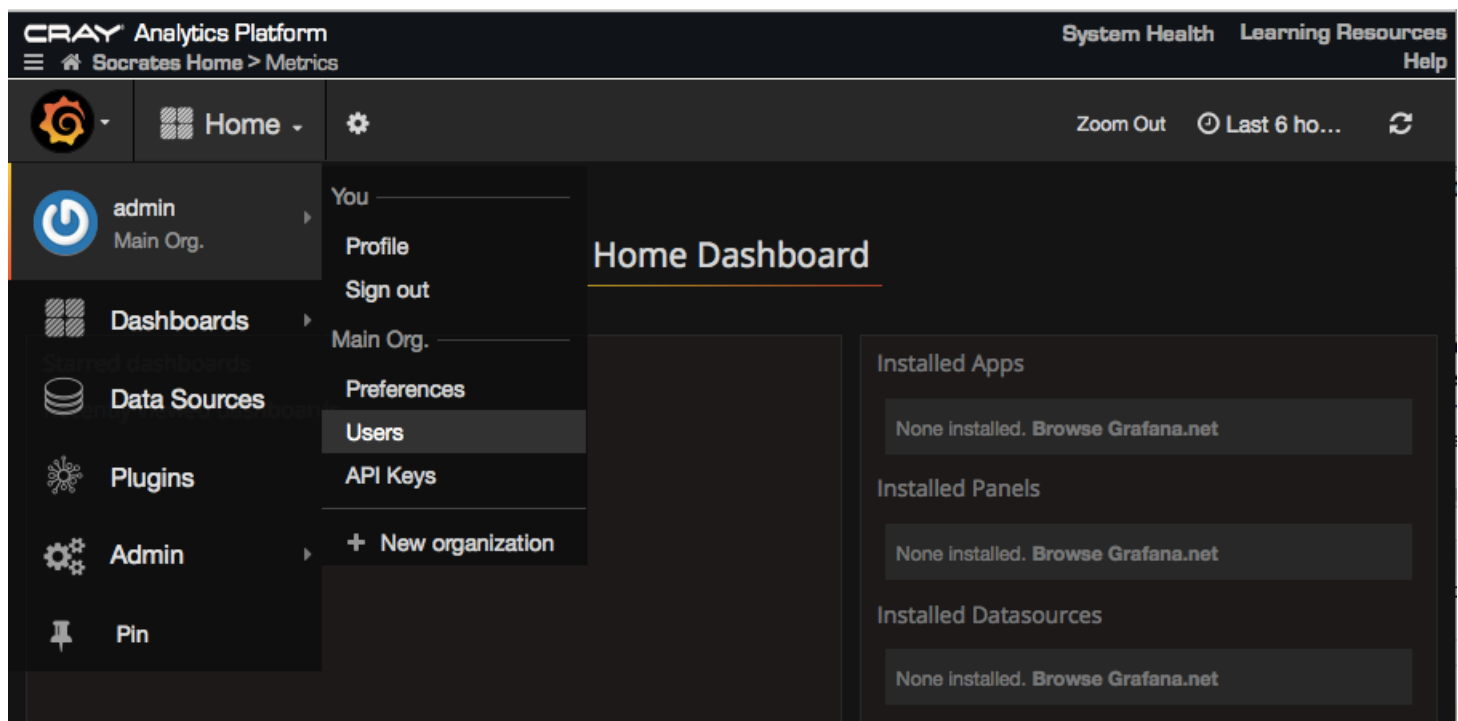 CRAY Analytics Platform
System Health Learning Resources
Socrates Home > Metrics
Help
Home
Zoom Out Last 6 ho...
admin
Main Org.
Dashboards
Data Sources
Plugins
Admin
Pin
You
Profile
Sign out
Main Org.
Preferences
Users
API Keys
+ New organization
Home Dashboard
Starred dashboards
Installed Apps
None installed. Browse Grafana.net
Installed Panels
None installed. Browse Grafana.net
Installed Datasources
None installed. Browse Grafana.net